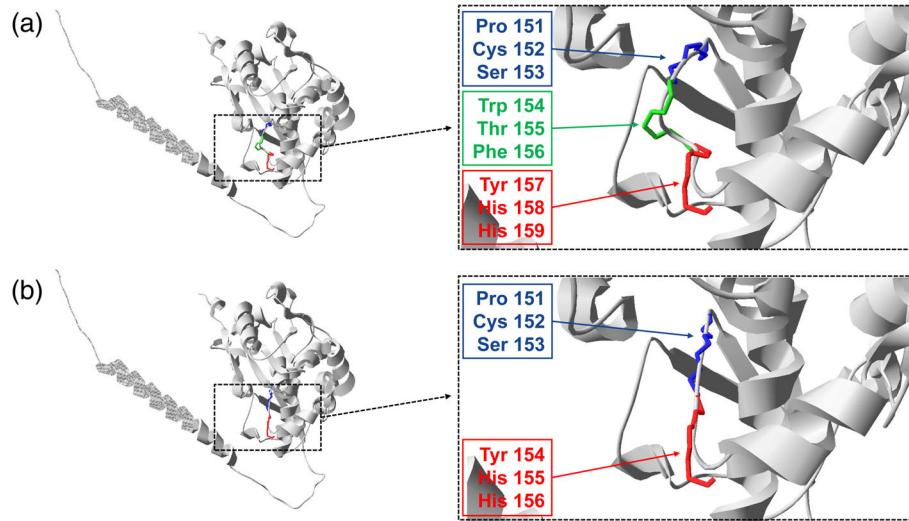 (a)
Pro 151
Cys 152
Ser 153
Trp 154
Thr 155
Phe 156
Tyr 157
His 158
His 159
(b)
Pro 151
Cys 152
Ser 153
Tyr 154
His 155
His 156